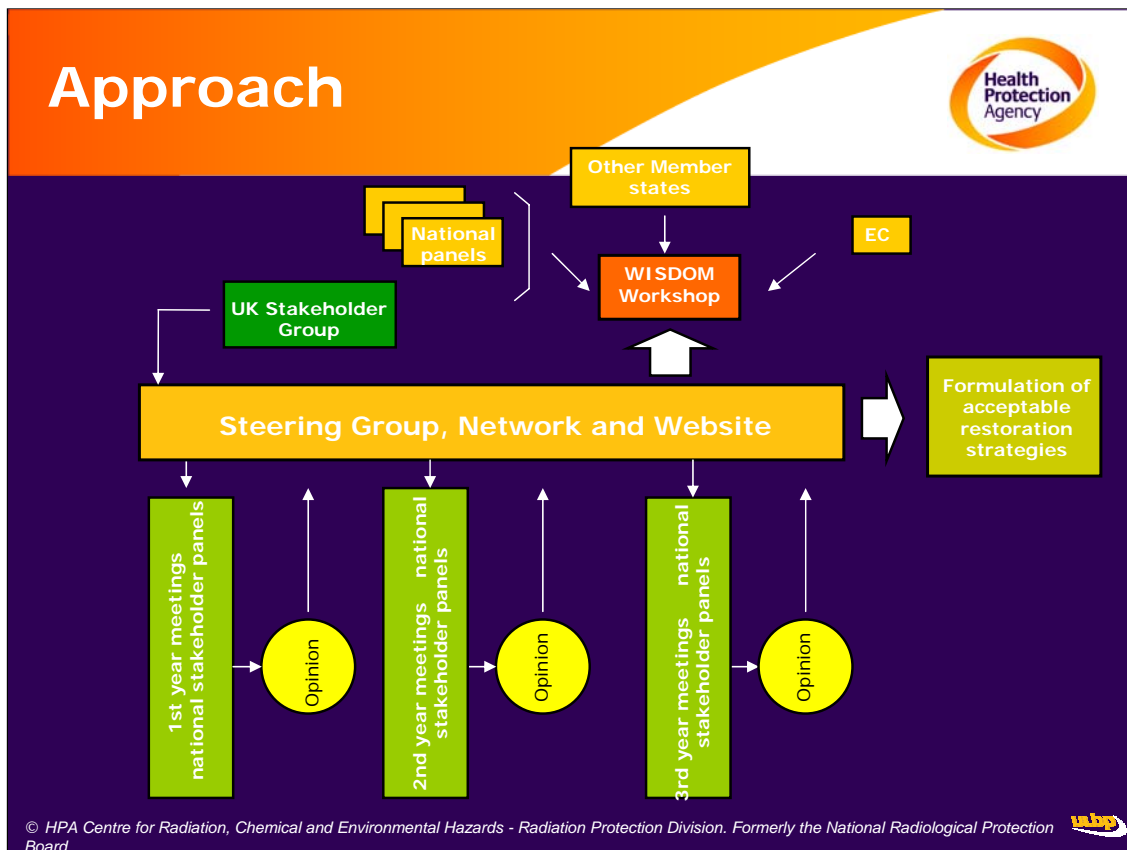 Approach
Health
Protection
Agency
Other Member
states
National
panels
EC
WISDOM
Workshop
UK Stakeholder
Group
Steering Group, Network and Website
Formulation of
acceptable
restoration
strategies
1st year meetings
national stakeholder panels
Opinion
2nd year meetings national
stakeholder panels
Opinion
3rd year meetings national
stakeholder panels
Opinion
© HPA Centre for Radiation, Chemical and Environmental Hazards - Radiation Protection Division. Formerly the National Radiological Protection
Board